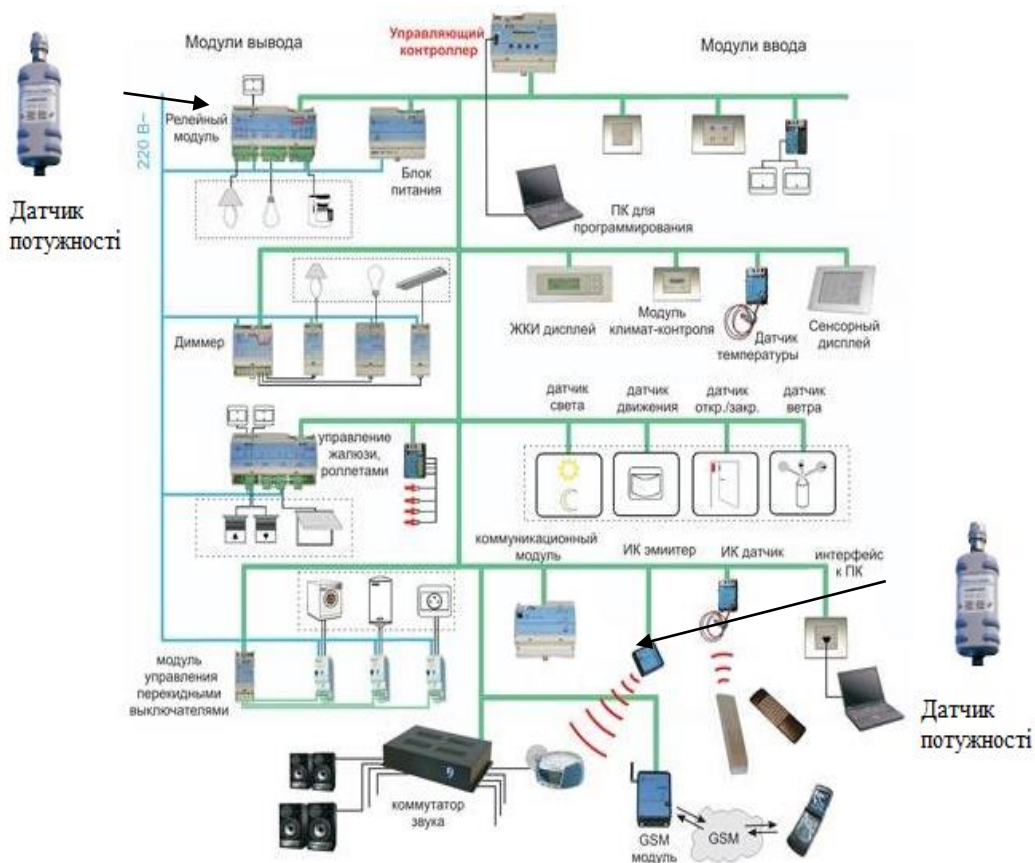 Модули вывода
Управляющий
контроллер
Модули ввода
Датчик
потужності
220 В~
Релейный
модуль
Блок
питания
ПК для
программирования
Диммер
ЖКИ дисплей
Модуль
климат-контроля
Датчик
температуры
Сенсорный
дисплей
управление
жалюзи,
роллетами
датчик
света
датчик
движения
датчик
откр./закр.
датчик
ветра
коммуникационный
модуль
ИК эмиитер
ИК датчик
интерфейс
к ПК
модуль
управления
перекидными
выключателями
Датчик
потужності
коммутатор
звука
GSM
модуль
GSM